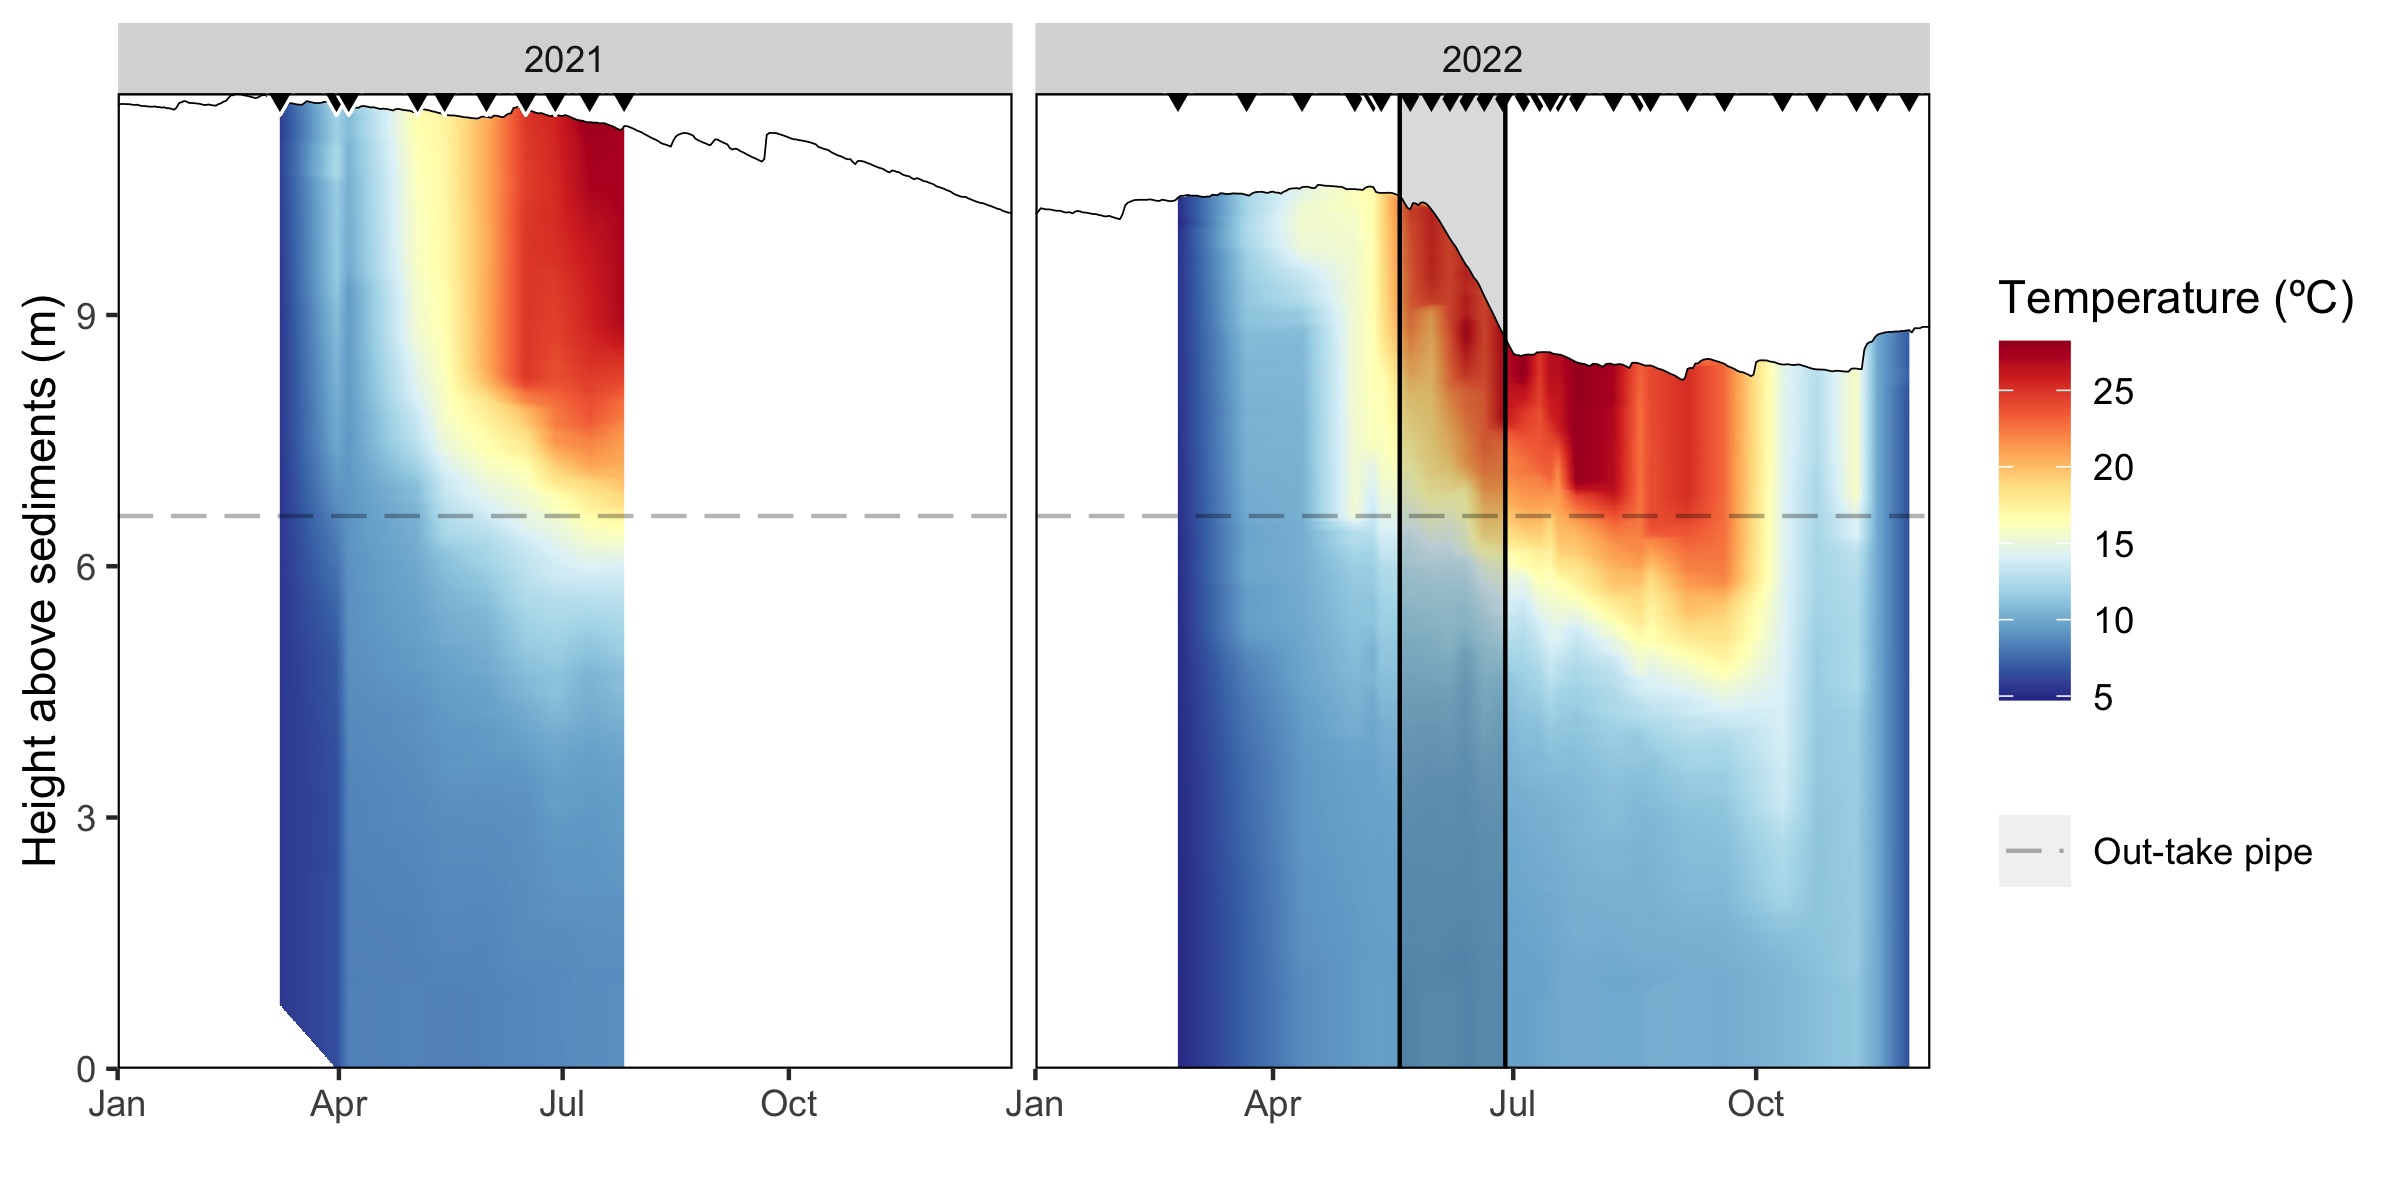 2021
2022
Height above sediments (m)
9
6
3
0
Jan
Apr
Jul
Oct
Jan
Apr
Jul
Oct
Temperature (ºC)
25
20
15
10
5
Out-take pipe